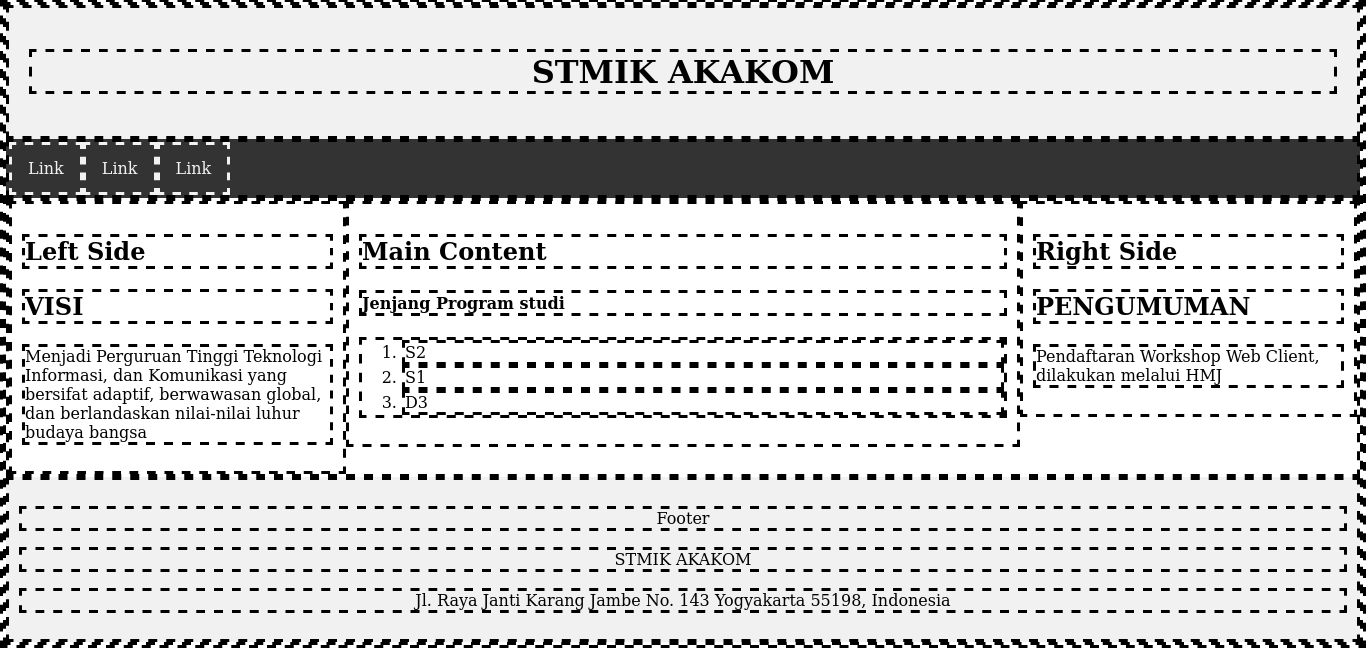 STMIK AKAKOM
Link Link Link
Left Side
VISI
Menjadi Perguruan Tinggi Teknologi
Informasi, dan Komunikasi yang
bersifat adaptif, berwawasan global,
dan berlandaskan nilai-nilai luhur
budaya bangsa
Main Content
Jenjang Program studi
1. S2
2. S1
3. D3
Right Side
PENGUMUMAN
Pendaftaran Workshop Web Client,
dilakukan melalui HMJ
Footer
STMIK AKAKOM
Jl. Raya Janti Karang Jambe No. 143 Yogyakarta 55198, Indonesia